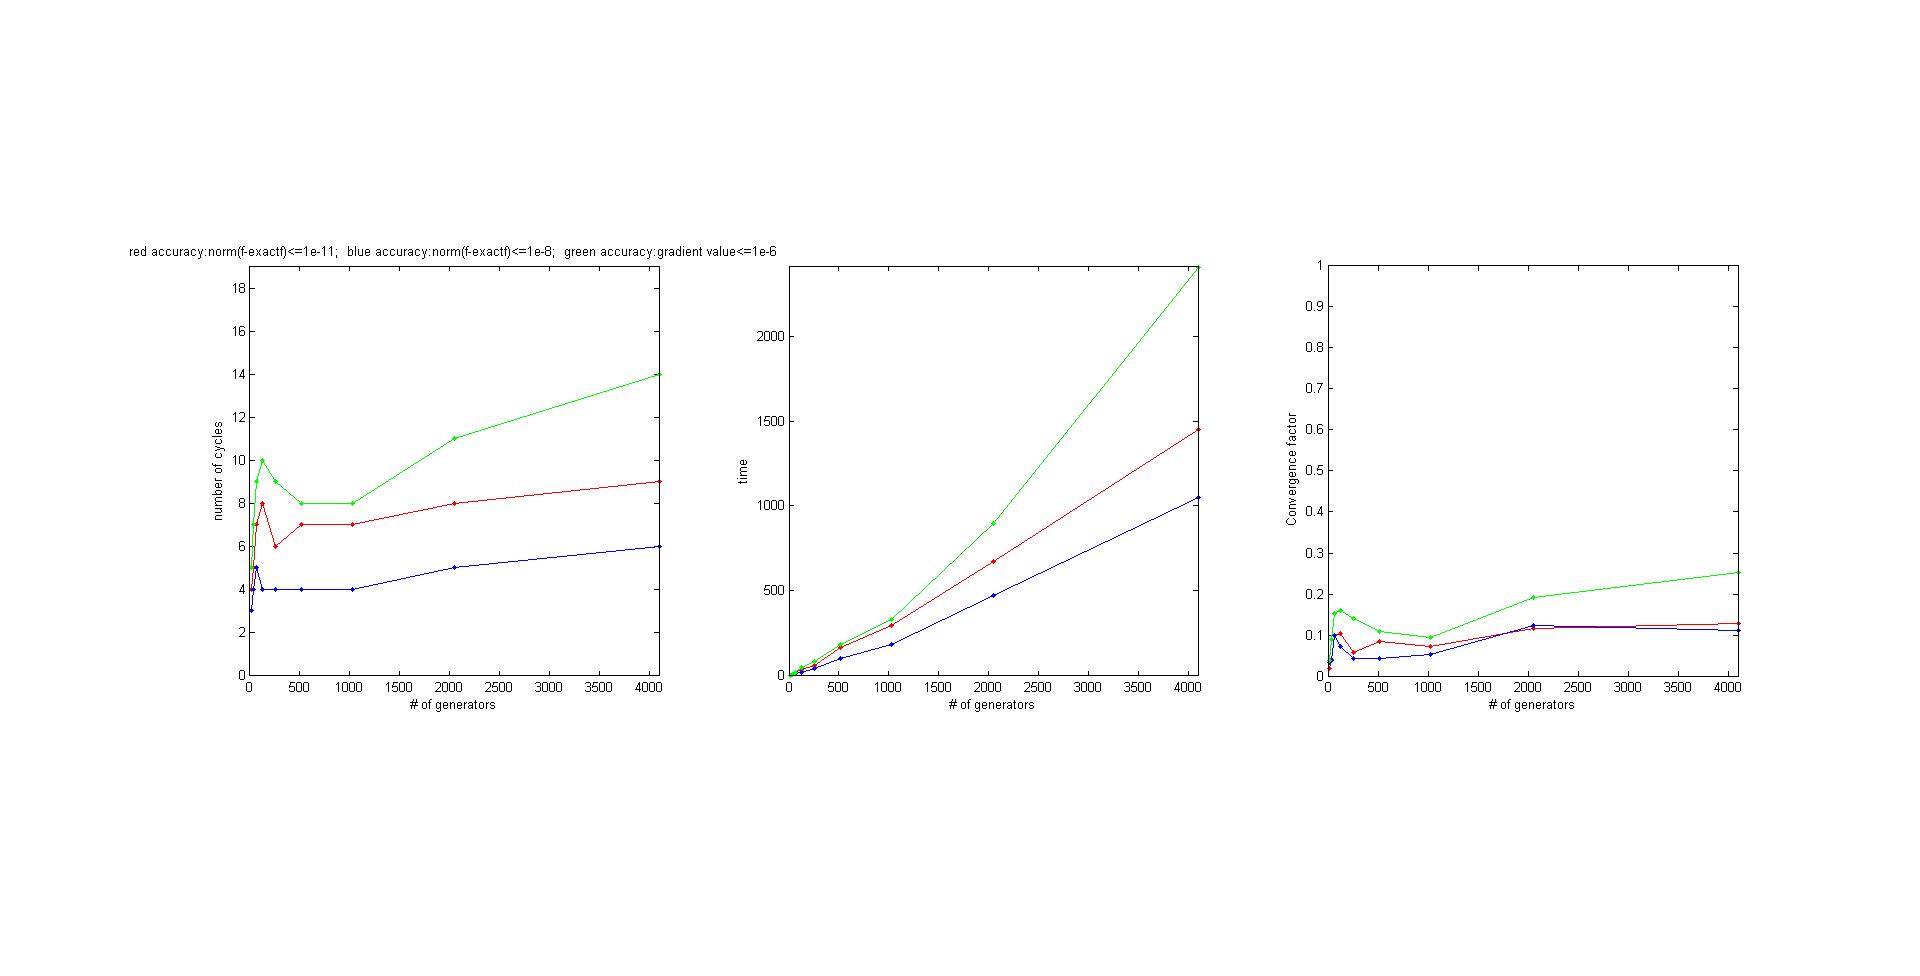 red accuracy:norm(f-exactf)<=1e-11;  blue accuracy:norm(f-exactf)<=1e-8;  green accuracy:gradient value<=1e-6
18
16
14
12
10
8
6
4
2
0
number of cycles
0 500 1000 1500 2000 2500 3000 3500 4000
# of generators
2000
1500
1000
500
0
time
0 500 1000 1500 2000 2500 3000 3500 4000
# of generators
1
0.9
0.8
0.7
0.6
0.5
0.4
0.3
0.2
0.1
0
Convergence factor
0 500 1000 1500 2000 2500 3000 3500 4000
# of generators